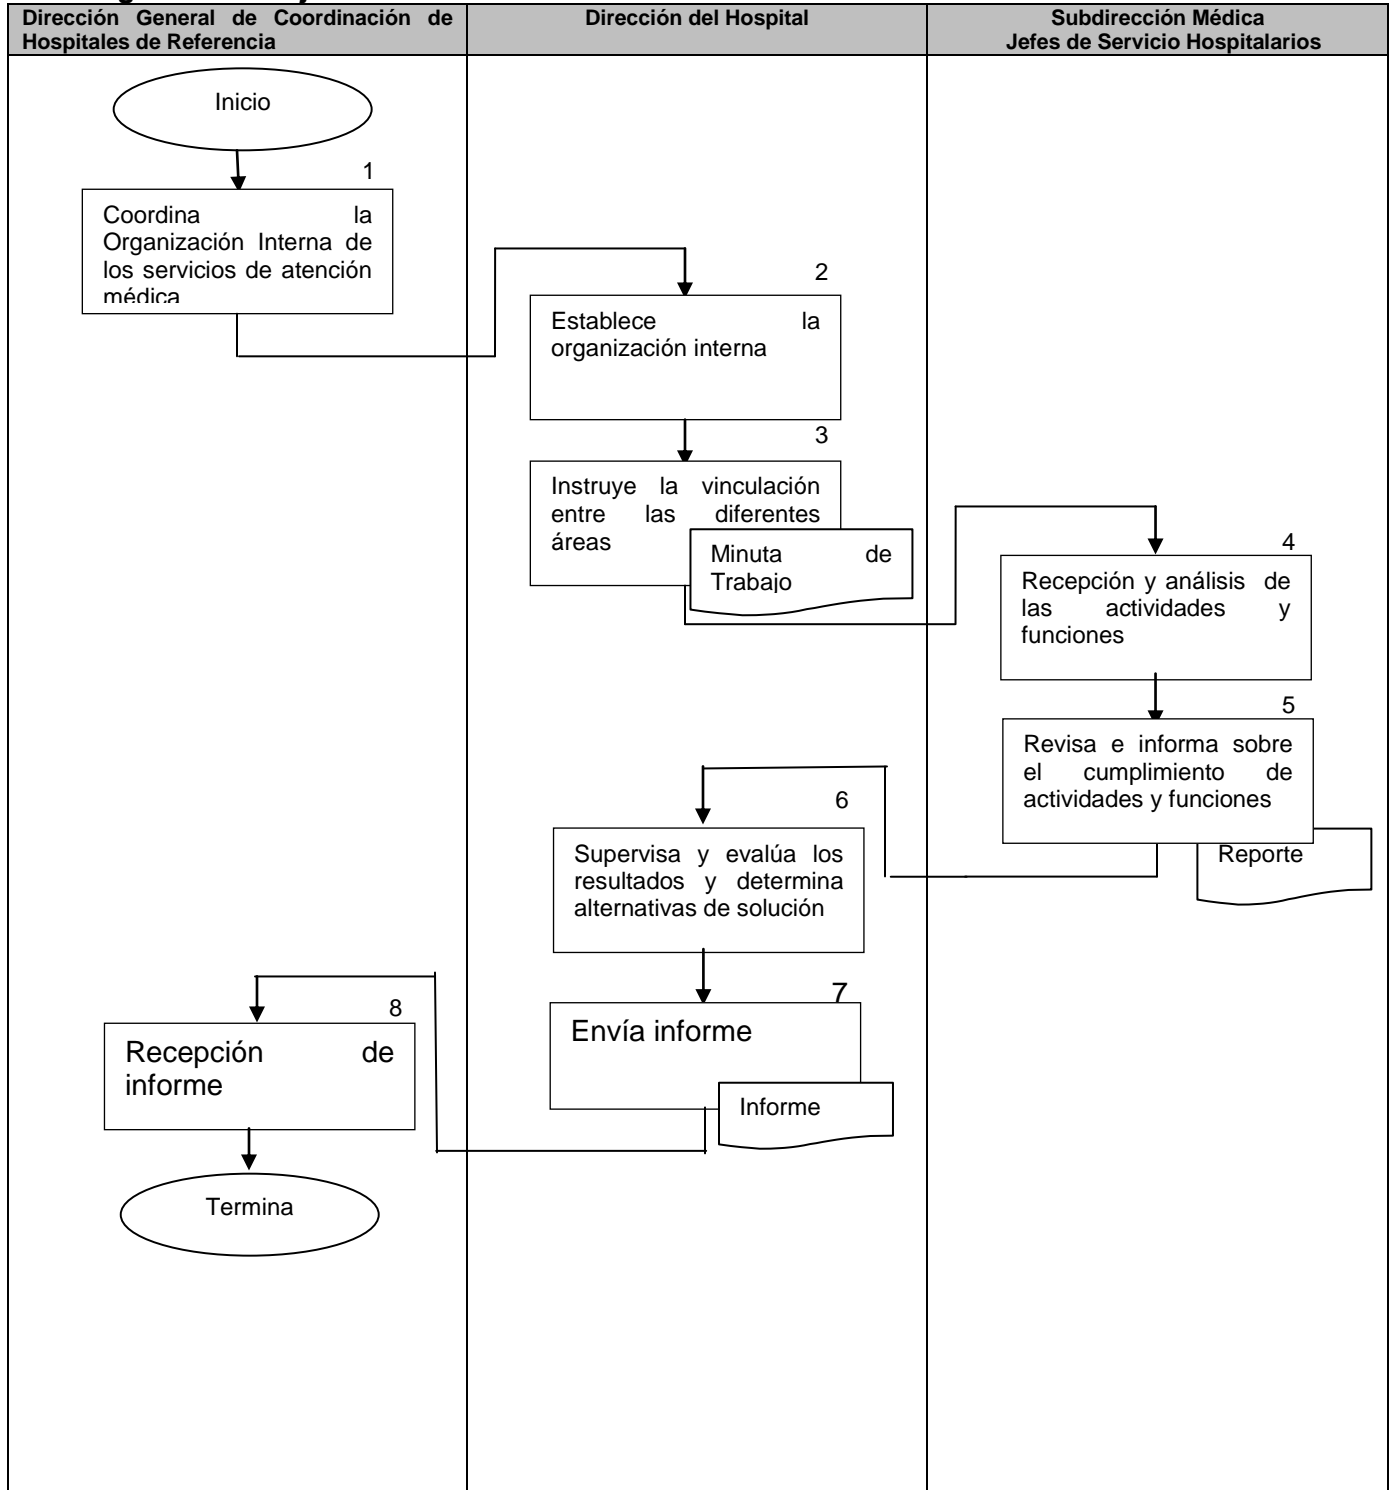 Dirección General de Coordinación de
Hospitales de Referencia
Dirección del Hospital
Subdirección Médica
Jefes de Servicio Hospitalarios
Inicio
1
Coordina la
Organización Interna de
los servicios de atención
médica
2
Establece la
organización interna
3
Instruye la vinculación
entre las diferentes
áreas
Minuta de
Trabajo
4
Recepción y análisis de
las actividades y
funciones
5
Revisa e informa sobre
el cumplimiento de
actividades y funciones
Reporte
6
Supervisa y evalúa los
resultados y determina
alternativas de solución
7
Envía informe
Informe
8
Recepción de
informe
Termina